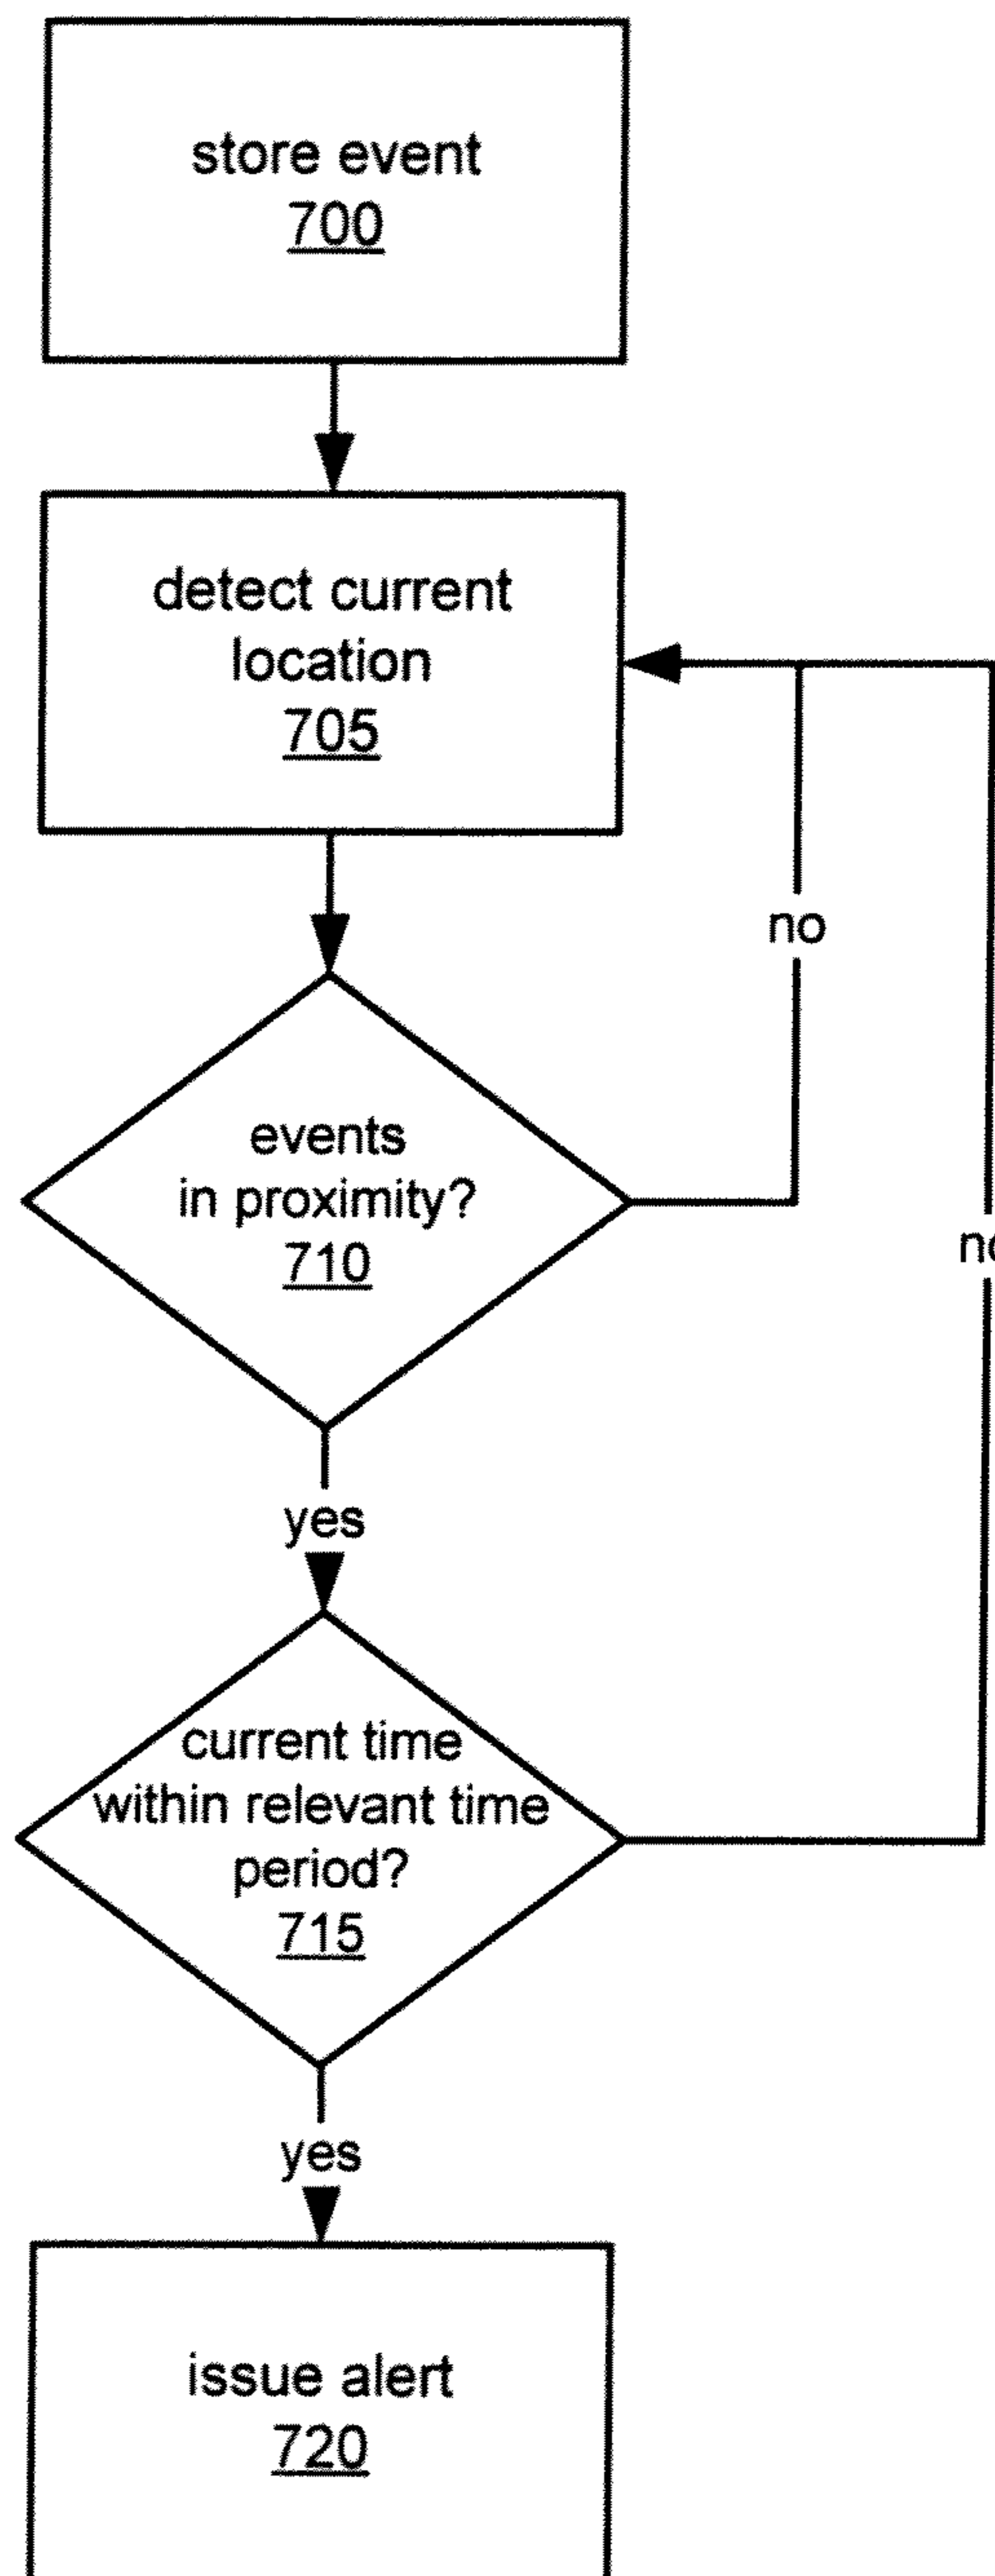 store event
700
detect current
location
705
no
events
in proximity?
710
yes
current time
within relevant time
period?
715
yes
issue alert
720